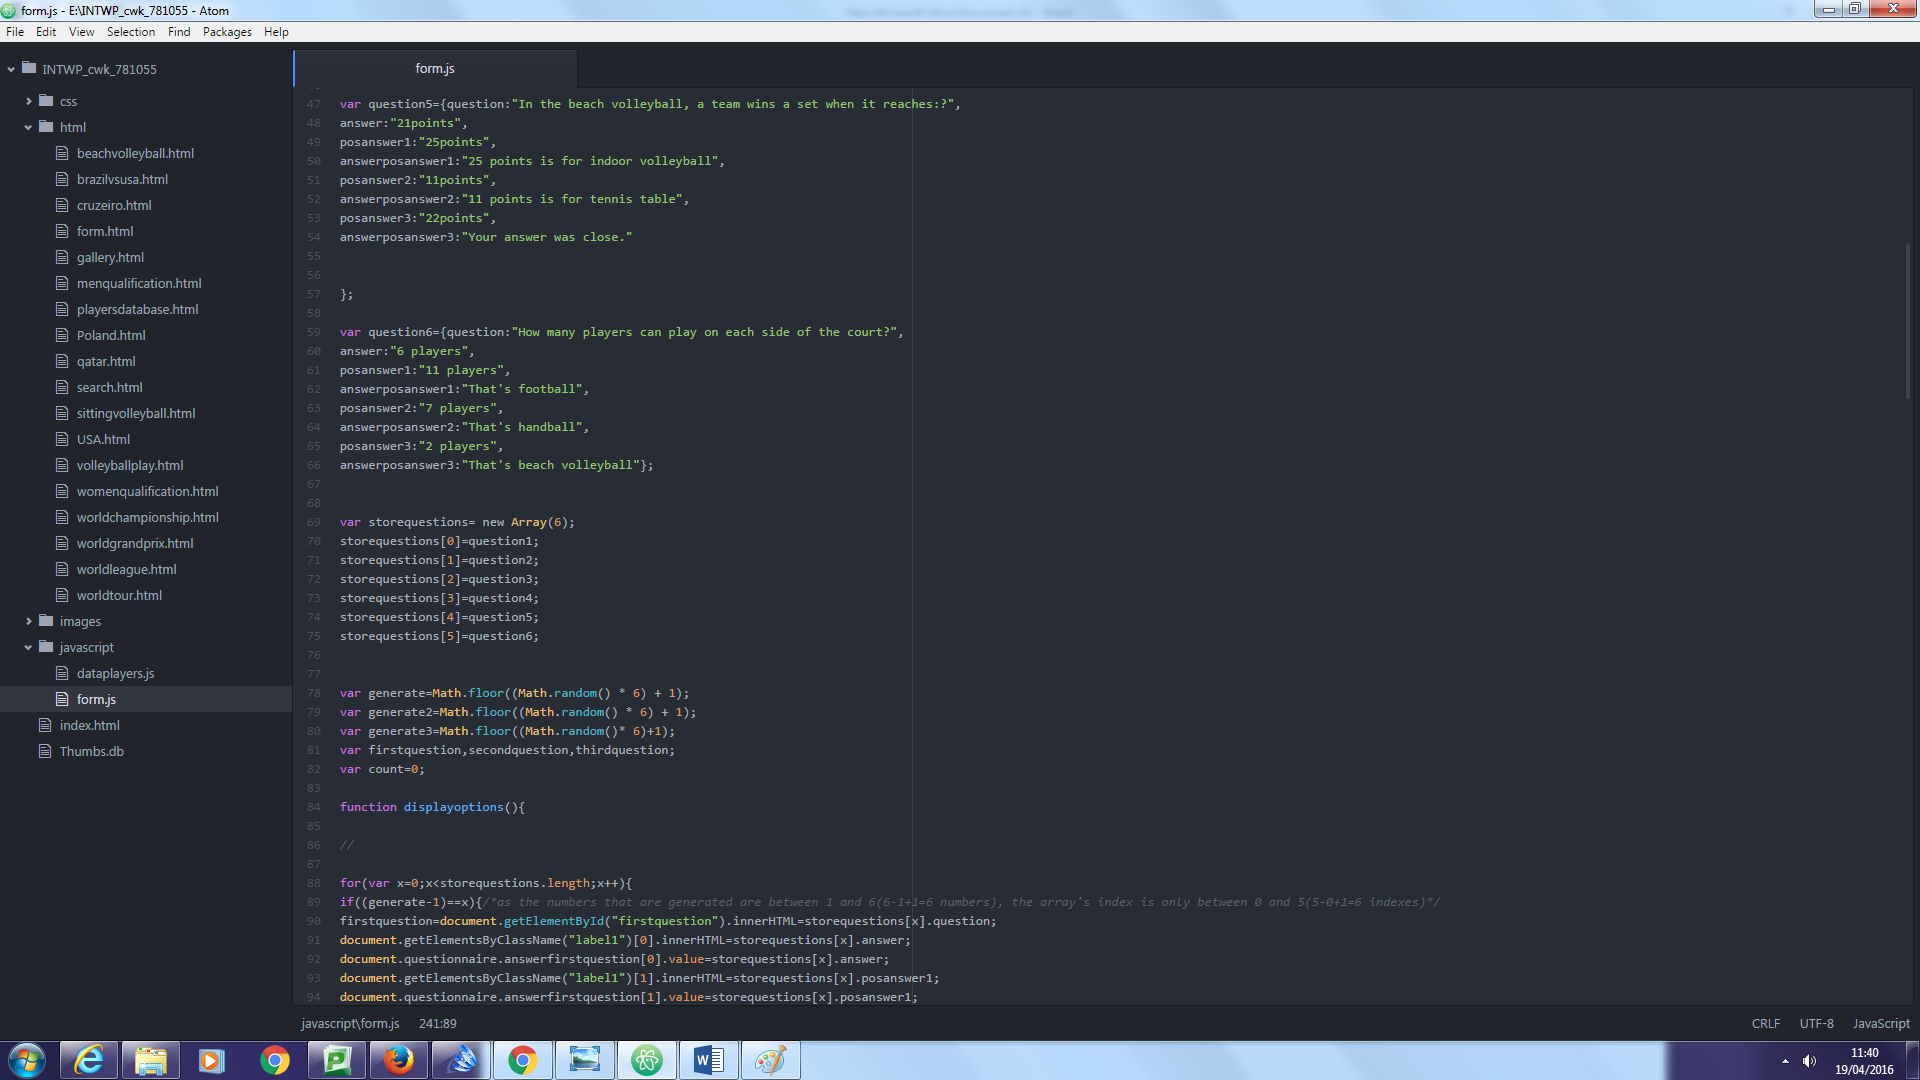 form.js - E:\INTWP_cwk_781055 - Atom
File Edit View Selection Find Packages Help
INTWP_cwk_781055
css
html
beachvolleyball.html
brazilvsusa.html
cruzeiro.html
form.html
gallery.html
menqualification.html
playersdatabase.html
Poland.html
qatar.html
search.html
sittingvolleyball.html
USA.html
volleyballplay.html
womenqualification.html
worldchampionship.html
worldgrandprix.html
worldleague.html
worldtour.html
images
javascript
dataplayers.js
form.js
index.html
Thumbs.db
form.js
47 var question5={question:"In the beach volleyball, a team wins a set when it reaches:?",
48 answer:"21points",
49 posanswer1:"25points",
50 answerposanswer1:"25 points is for indoor volleyball",
51 posanswer2:"11points",
52 answerposanswer2:"11 points is for tennis table",
53 posanswer3:"22points",
54 answerposanswer3:"Your answer was close."
55
56
57 };
58
59 var question6={question:"How many players can play on each side of the court?",
60 answer:"6 players",
61 posanswer1:"11 players",
62 answerposanswer1:"That's football",
63 posanswer2:"7 players",
64 answerposanswer2:"That's handball",
65 posanswer3:"2 players",
66 answerposanswer3:"That's beach volleyball"};
67
68
69 var storequestions= new Array(6);
70 storequestions[0]=question1;
71 storequestions[1]=question2;
72 storequestions[2]=question3;
73 storequestions[3]=question4;
74 storequestions[4]=question5;
75 storequestions[5]=question6;
76
77
78 var generate=Math.floor((Math.random() * 6) + 1);
79 var generate2=Math.floor((Math.random() * 6) + 1);
80 var generate3=Math.floor((Math.random()* 6)+1);
81 var firstquestion,secondquestion,thirdquestion;
82 var count=0;
83
84 function displayoptions(){
85
86 //
87
88 for(var x=0;x<storequestions.length;x++){
89 if((generate-1)==x){/*as the numbers that are generated are between 1 and 6(6-1+1=6 numbers), the array's index is only between 0 and 5(5-0+1=6 indexes)*/
90 firstquestion=document.getElementById("firstquestion").innerHTML=storequestions[x].question;
91 document.getElementsByClassName("label1")[0].innerHTML=storequestions[x].answer;
92 document.questionnaire.answerfirstquestion[0].value=storequestions[x].answer;
93 document.getElementsByClassName("label1")[1].innerHTML=storequestions[x].posanswer1;
94 document.questionnaire.answerfirstquestion[1].value=storequestions[x].posanswer1;
javascript\form.js 241:89 CRLF UTF-8 JavaScript
11:40
19/04/2016